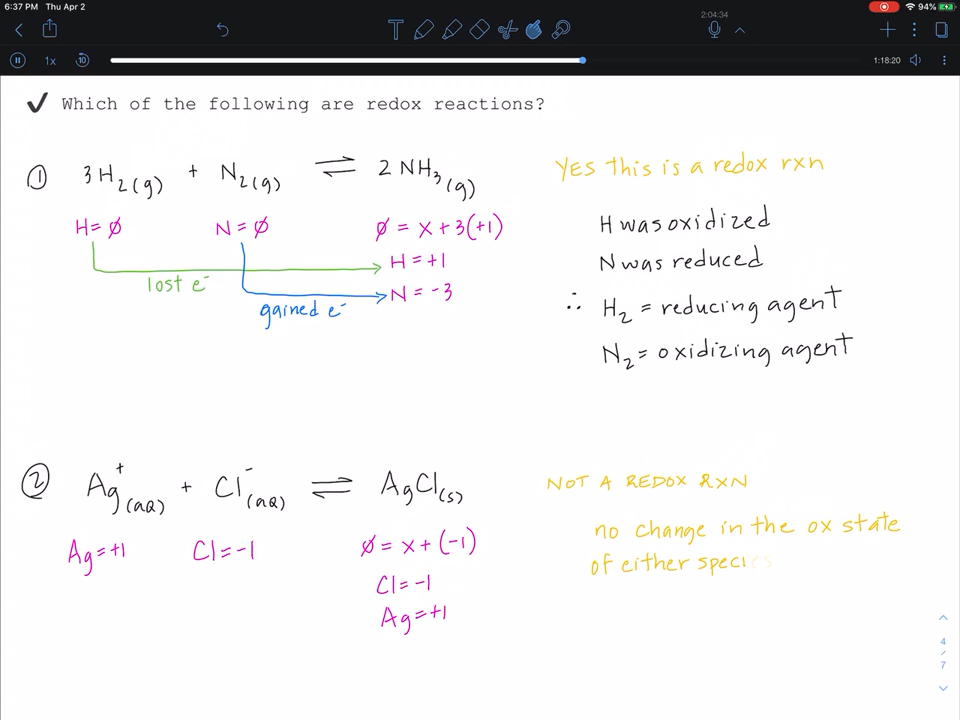 6:37 PM Thu Apr 2
94%
2:04:34
1x
10
1:18:20
✓ Which of the following are redox reactions?
① 3H₂(g) + N₂(g) ⇌ 2NH₃(g)
YES this is a redox rxn
H = ∅ N = ∅ ∅ = x + 3(+1)
H was oxidized
H = +1
N was reduced
lost e⁻
N = -3
gained e⁻
∴ H₂ = reducing agent
N₂ = oxidizing agent
② Ag⁺(aq) + Cl⁻(aq) ⇌ AgCl(s)
NOT A REDOX RXN
no change in the ox state
Ag = +1 Cl = -1 ∅ = x + (-1)
of either species
Cl = -1
Ag = +1
4
/
7